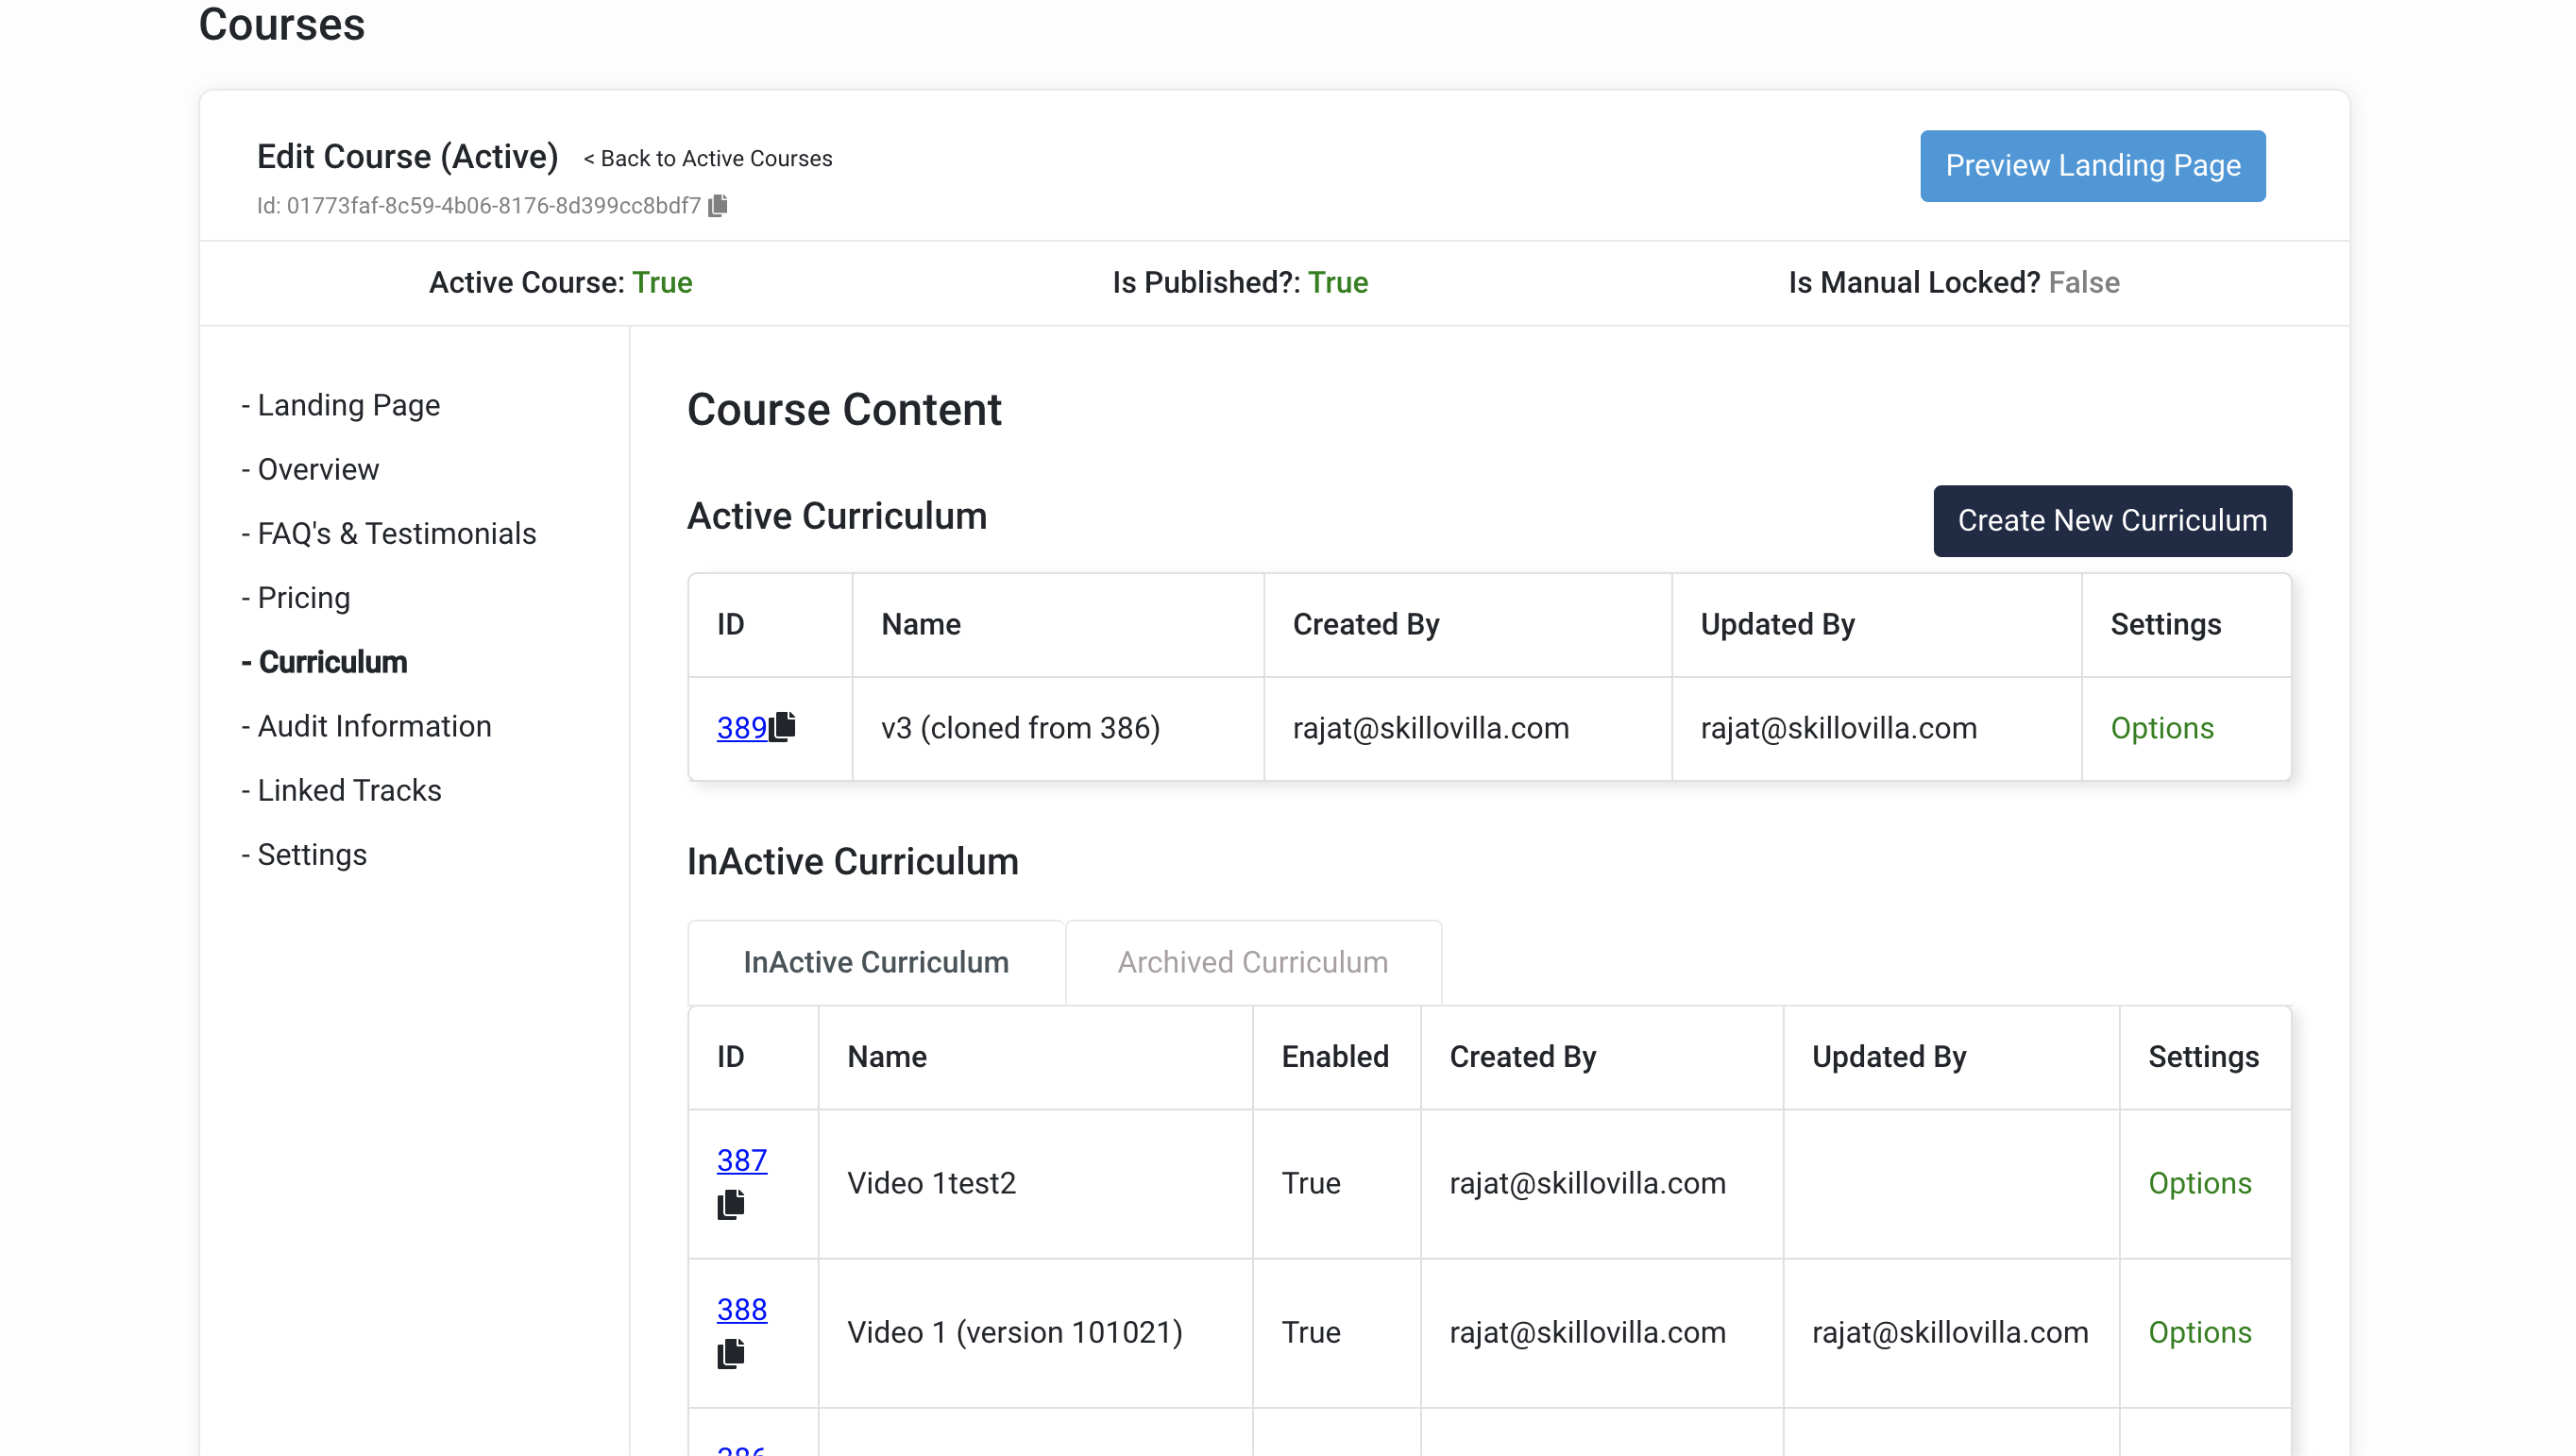 Courses
Edit Course (Active) < Back to Active Courses
Preview Landing Page
Id: 01773faf-8c59-4b06-8176-8d399cc8bdf7
Active Course: True Is Published?: True Is Manual Locked? False
- Landing Page
- Overview
- FAQ's & Testimonials
- Pricing
- Curriculum
- Audit Information
- Linked Tracks
- Settings
Course Content
Active Curriculum
Create New Curriculum
ID Name Created By Updated By Settings
389 v3 (cloned from 386) rajat@skillovilla.com rajat@skillovilla.com Options
InActive Curriculum
InActive Curriculum Archived Curriculum
ID Name Enabled Created By Updated By Settings
387 Video 1test2 True rajat@skillovilla.com Options
388 Video 1 (version 101021) True rajat@skillovilla.com rajat@skillovilla.com Options